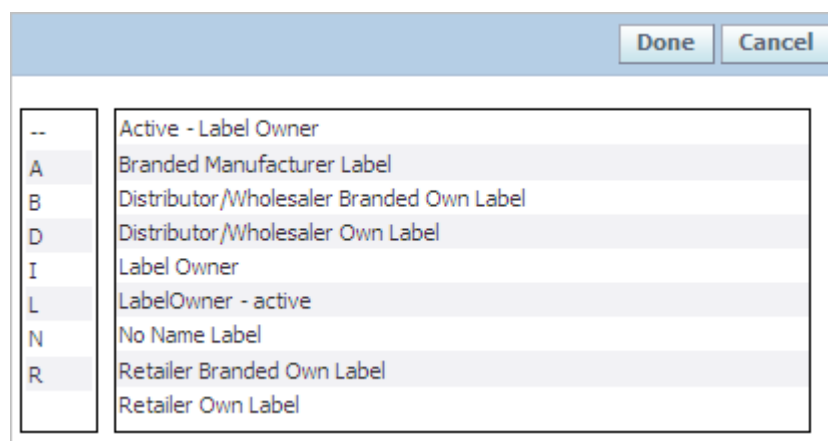 Done Cancel
-- Active - Label Owner
A Branded Manufacturer Label
B Distributor/Wholesaler Branded Own Label
D Distributor/Wholesaler Own Label
I Label Owner
L LabelOwner - active
N No Name Label
R Retailer Branded Own Label
Retailer Own Label